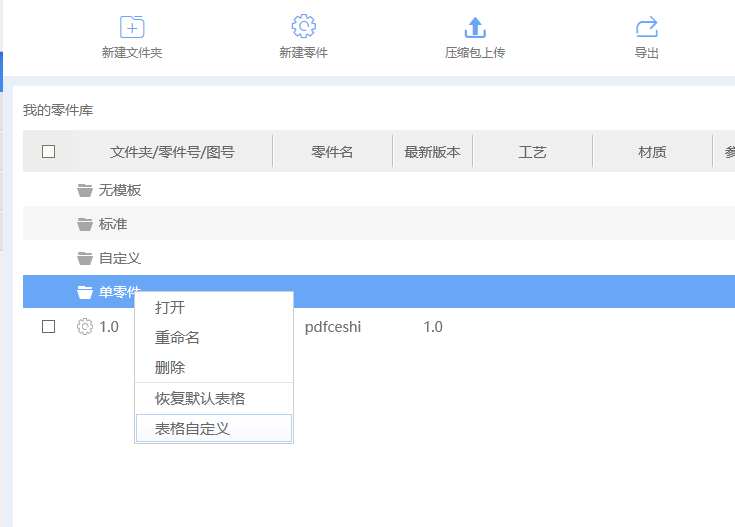 新建文件夹 新建零件 压缩包上传 导出
我的零件库
文件夹/零件号/图号 零件名 最新版本 工艺 材质
无模板
标准
自定义
单零件
打开
1.0 pdfceshi 1.0
重命名
删除
恢复默认表格
表格自定义